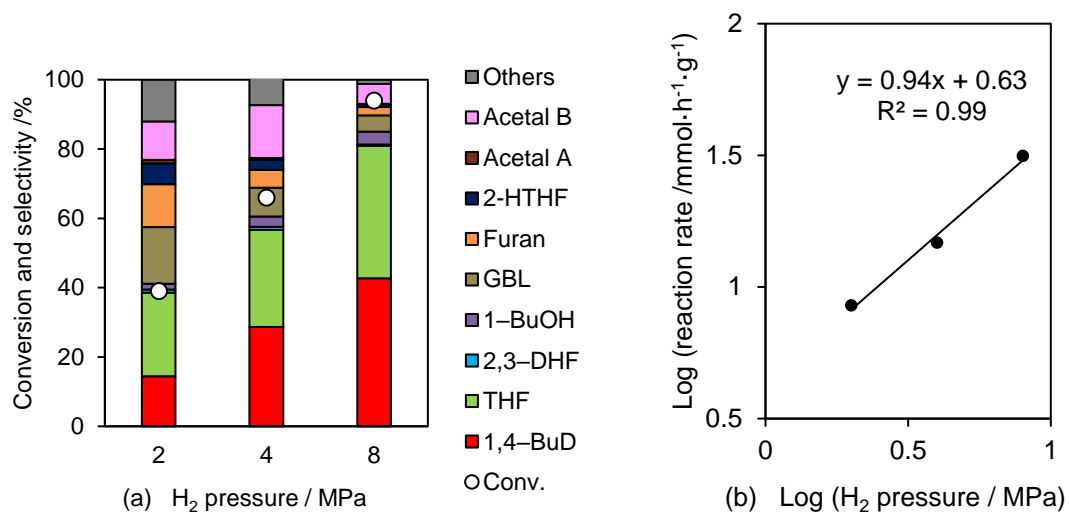 Conversion and selectivity /%
100
80
60
40
20
0
2
4
8
(a) H₂ pressure / MPa
Others
Acetal B
Acetal A
2-HTHF
Furan
GBL
1–BuOH
2,3–DHF
THF
1,4–BuD
Conv.
Log (reaction rate /mmol·h⁻¹·g⁻¹)
2
1.5
1
0.5
0
0.5
1
y = 0.94x + 0.63
R² = 0.99
(b) Log (H₂ pressure / MPa)